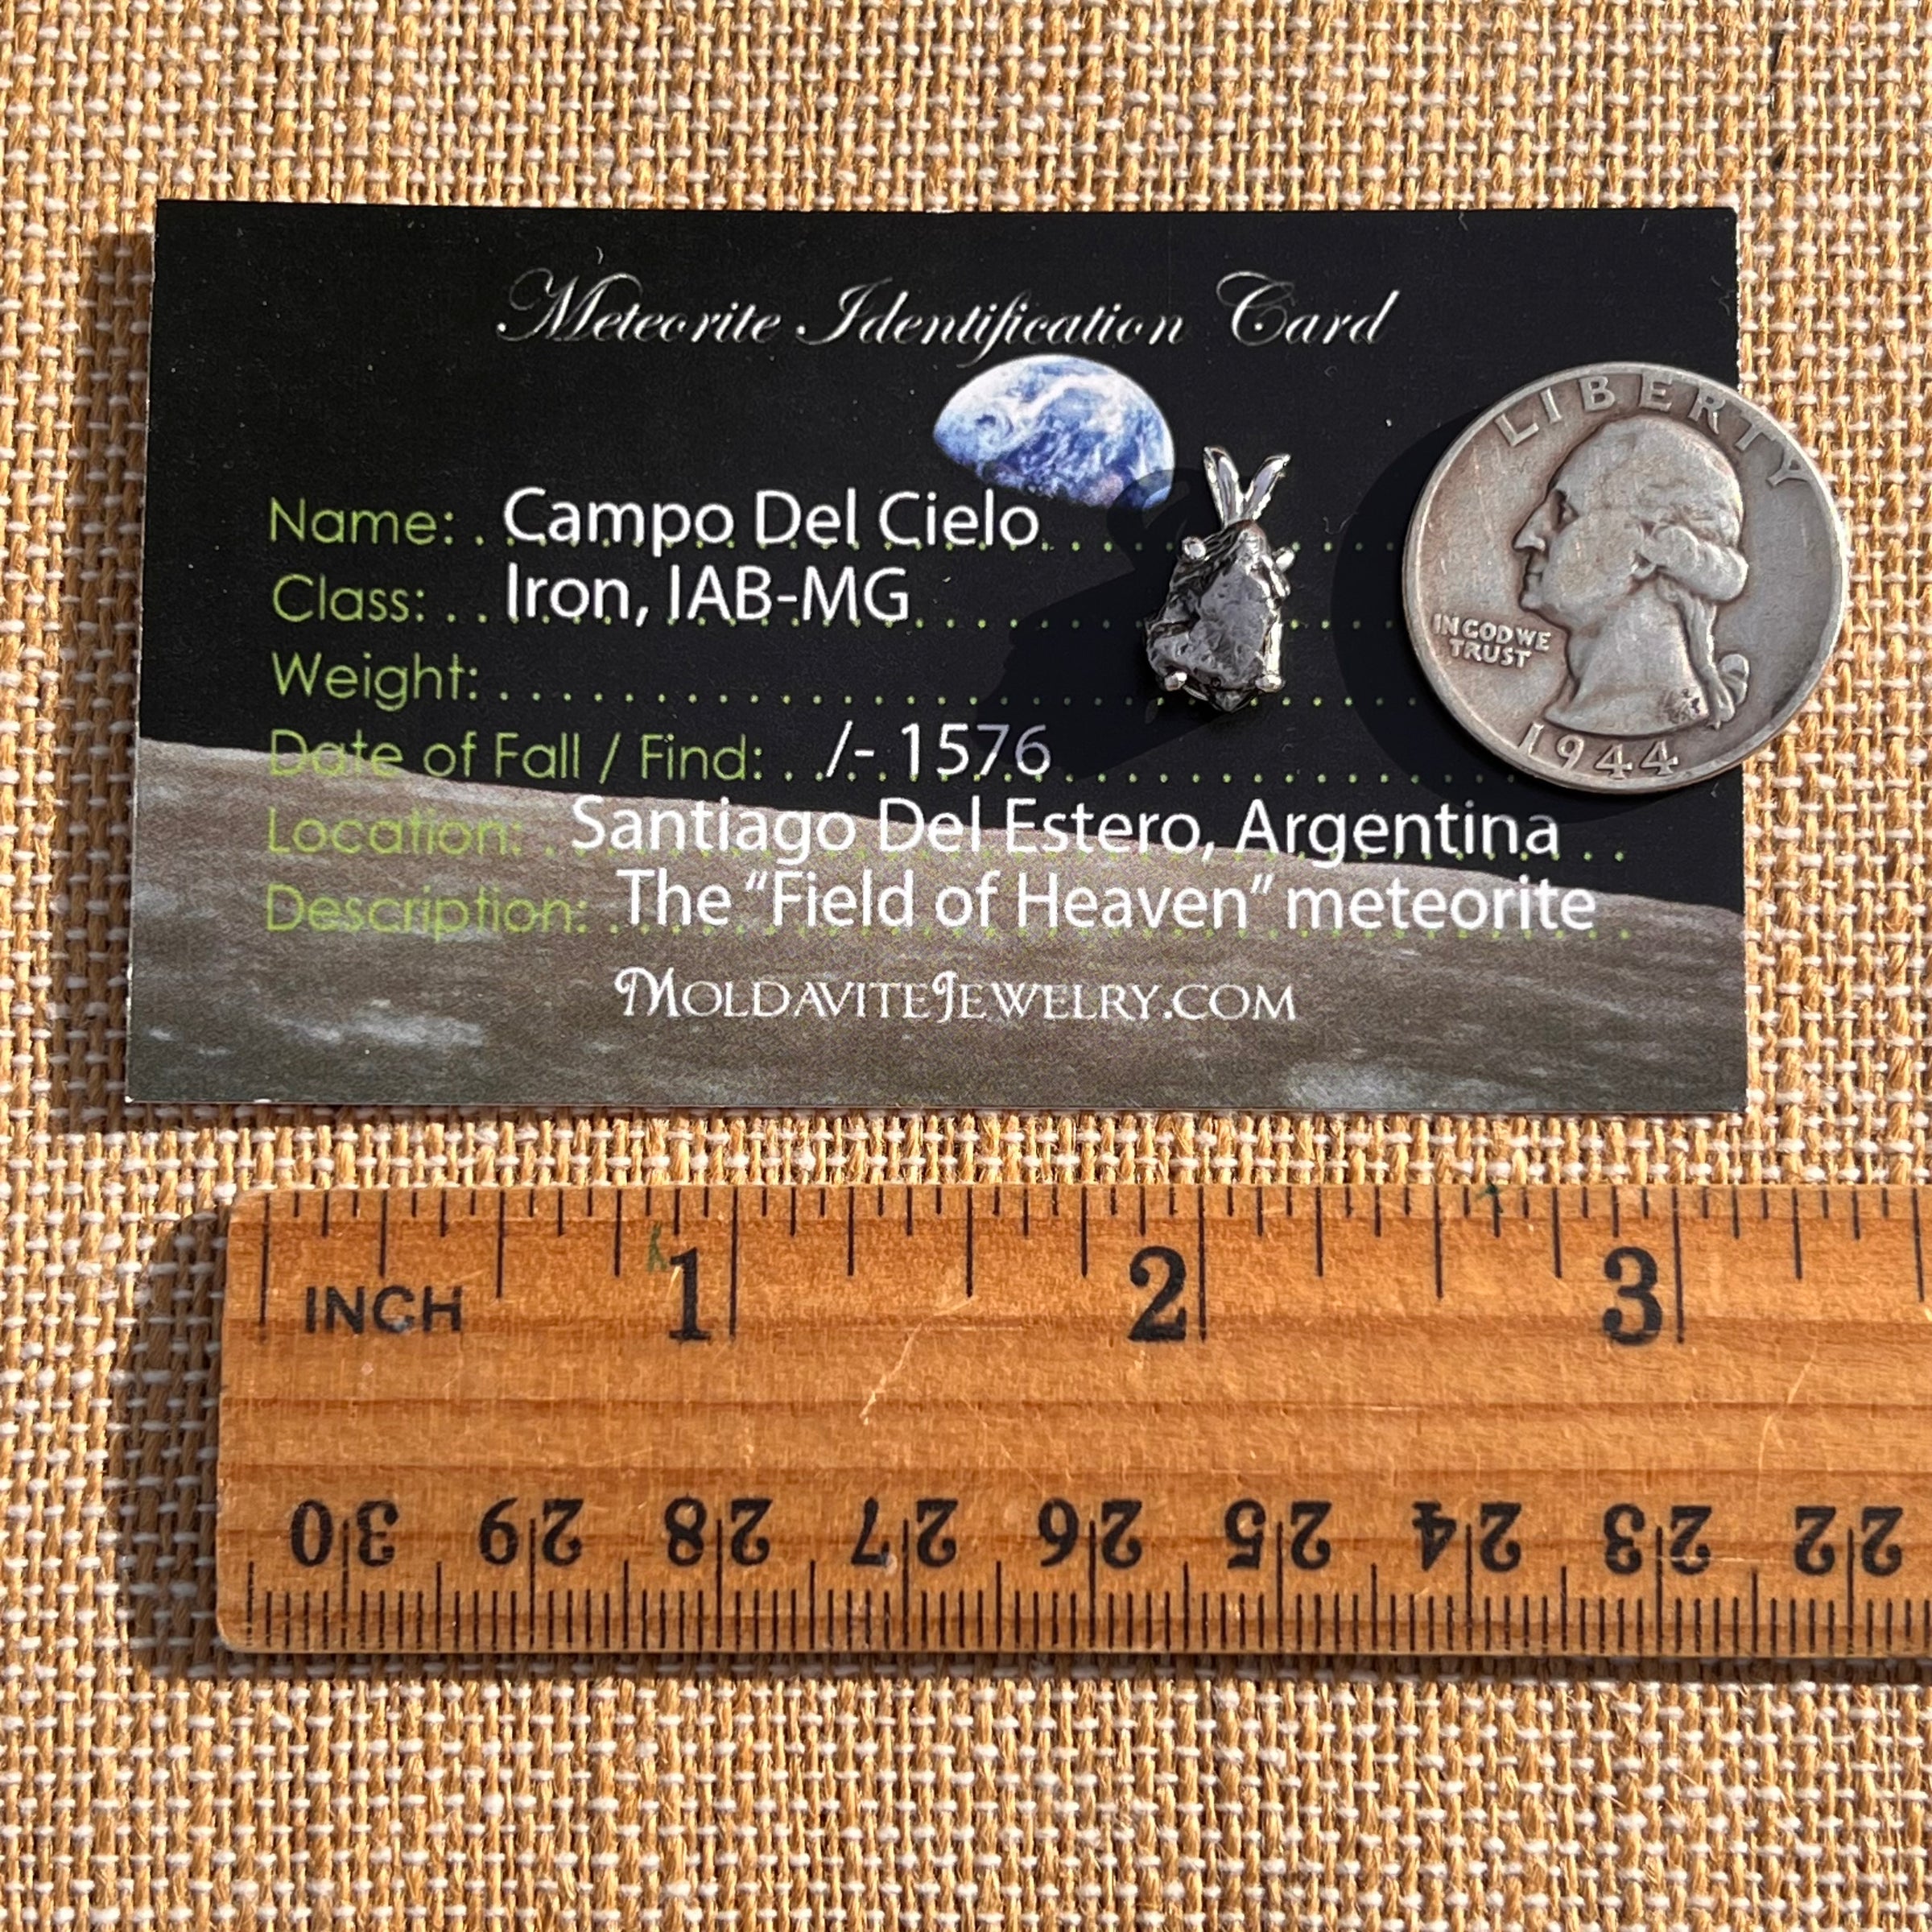 Meteorite Identification Card
Name: Campo Del Cielo
Class: Iron, IAB-MG
Weight:
Date of Fall / Find: /- 1576
Location: Santiago Del Estero, Argentina
Description: The “Field of Heaven” meteorite
MOLDAVITEJEWELRY.COM
LIBERTY
IN GOD WE
TRUST
1944
1 2 3
INCH
30 29 28 27 26 25 24 23 22